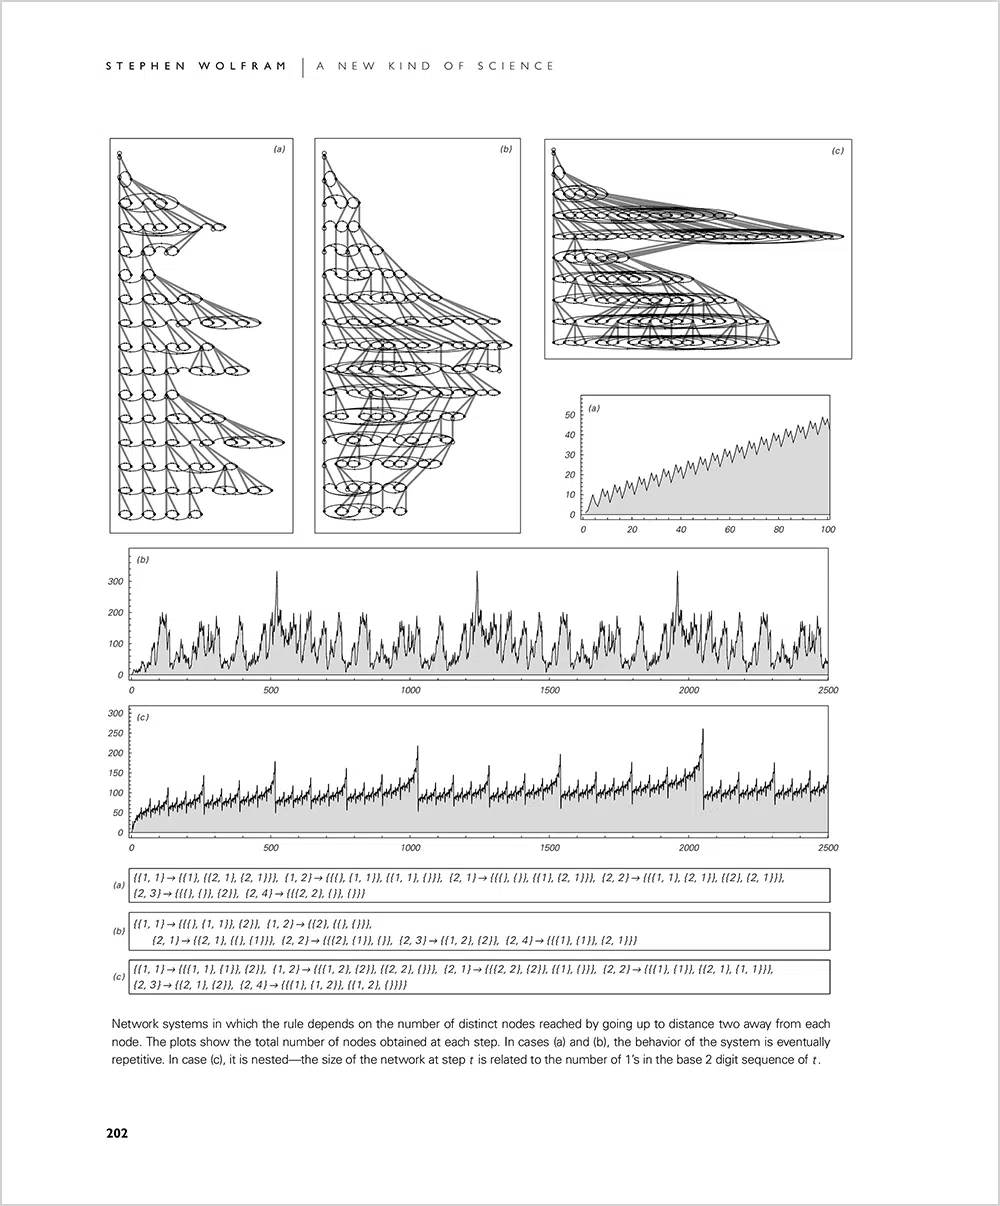 STEPHEN WOLFRAM | A NEW KIND OF SCIENCE
(a)
(b)
(c)
(a)
50
40
30
20
10
0
0 20 40 60 80 100
(b)
300
200
100
0
0 500 1000 1500 2000 2500
(c)
300
250
200
150
100
50
0
0 500 1000 1500 2000 2500
(a)
{{1, 1} → {{1}, {{2, 1}, {2, 1}}}, {1, 2} → {{{}, {1, 1}}, {{1, 1}, {}}}, {2, 1} → {{{}, {}}, {{1}, {2, 1}}}, {2, 2} → {{{1, 1}, {2, 1}}, {{2}, {2, 1}}},
{2, 3} → {{{}, {}}, {2}}, {2, 4} → {{{2, 2}, {}}, {}}}
(b)
{{1, 1} → {{{}, {1, 1}}, {2}}, {1, 2} → {{2}, {{}, {}}},
{2, 1} → {{2, 1}, {{}, {1}}}, {2, 2} → {{{2}, {1}}, {}}, {2, 3} → {{1, 2}, {2}}, {2, 4} → {{{1}, {1}}, {2, 1}}}
(c)
{{1, 1} → {{{1, 1}, {1}}, {2}}, {1, 2} → {{{1, 2}, {2}}, {{2, 2}, {}}}, {2, 1} → {{{2, 2}, {2}}, {{1}, {}}}, {2, 2} → {{{1}, {1}}, {{2, 1}, {1, 1}}},
{2, 3} → {{2, 1}, {2}}, {2, 4} → {{{1}, {1, 2}}, {{1, 2}, {}}}}
Network systems in which the rule depends on the number of distinct nodes reached by going up to distance two away from each
node. The plots show the total number of nodes obtained at each step. In cases (a) and (b), the behavior of the system is eventually
repetitive. In case (c), it is nested—the size of the network at step t is related to the number of 1's in the base 2 digit sequence of t.
202